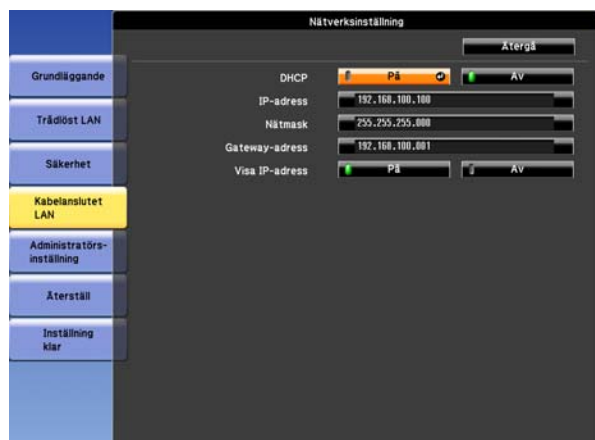 Nätverksinställning
Återgå
Grundläggande
Trådlöst LAN
Säkerhet
Kabelanslutet
LAN
Administratörs-
inställning
Återställ
Inställning
klar
DHCP På Av
IP-adress 192.168.100.100
Nätmask 255.255.255.000
Gateway-adress 192.168.100.001
Visa IP-adress På Av